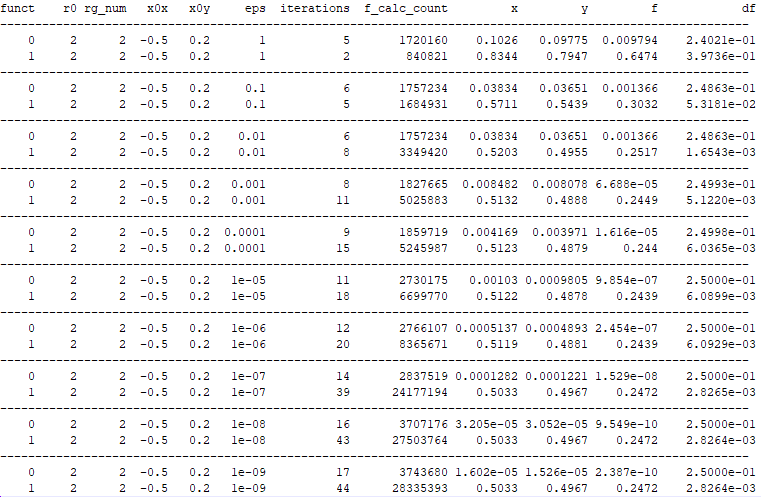 funct r0 rg_num x0x x0y eps iterations f_calc_count x y f df
0 2 2 -0.5 0.2 1 5 1720160 0.1026 0.09775 0.009794 2.4021e-01
1 2 2 -0.5 0.2 1 2 840821 0.8344 0.7947 0.6474 3.9736e-01
0 2 2 -0.5 0.2 0.1 6 1757234 0.03834 0.03651 0.001366 2.4863e-01
1 2 2 -0.5 0.2 0.1 5 1684931 0.5711 0.5439 0.3032 5.3181e-02
0 2 2 -0.5 0.2 0.01 6 1757234 0.03834 0.03651 0.001366 2.4863e-01
1 2 2 -0.5 0.2 0.01 8 3349420 0.5203 0.4955 0.2517 1.6543e-03
0 2 2 -0.5 0.2 0.001 8 1827665 0.008482 0.008078 6.688e-05 2.4993e-01
1 2 2 -0.5 0.2 0.001 11 5025883 0.5132 0.4888 0.2449 5.1220e-03
0 2 2 -0.5 0.2 0.0001 9 1859719 0.004169 0.003971 1.616e-05 2.4998e-01
1 2 2 -0.5 0.2 0.0001 15 5245987 0.5123 0.4879 0.244 6.0365e-03
0 2 2 -0.5 0.2 1e-05 11 2730175 0.00103 0.0009805 9.854e-07 2.5000e-01
1 2 2 -0.5 0.2 1e-05 18 6699770 0.5122 0.4878 0.2439 6.0899e-03
0 2 2 -0.5 0.2 1e-06 12 2766107 0.0005137 0.0004893 2.454e-07 2.5000e-01
1 2 2 -0.5 0.2 1e-06 20 8365671 0.5119 0.4881 0.2439 6.0929e-03
0 2 2 -0.5 0.2 1e-07 14 2837519 0.0001282 0.0001221 1.529e-08 2.5000e-01
1 2 2 -0.5 0.2 1e-07 39 24177194 0.5033 0.4967 0.2472 2.8265e-03
0 2 2 -0.5 0.2 1e-08 16 3707176 3.205e-05 3.052e-05 9.549e-10 2.5000e-01
1 2 2 -0.5 0.2 1e-08 43 27503764 0.5033 0.4967 0.2472 2.8264e-03
0 2 2 -0.5 0.2 1e-09 17 3743680 1.602e-05 1.526e-05 2.387e-10 2.5000e-01
1 2 2 -0.5 0.2 1e-09 44 28335393 0.5033 0.4967 0.2472 2.8264e-03